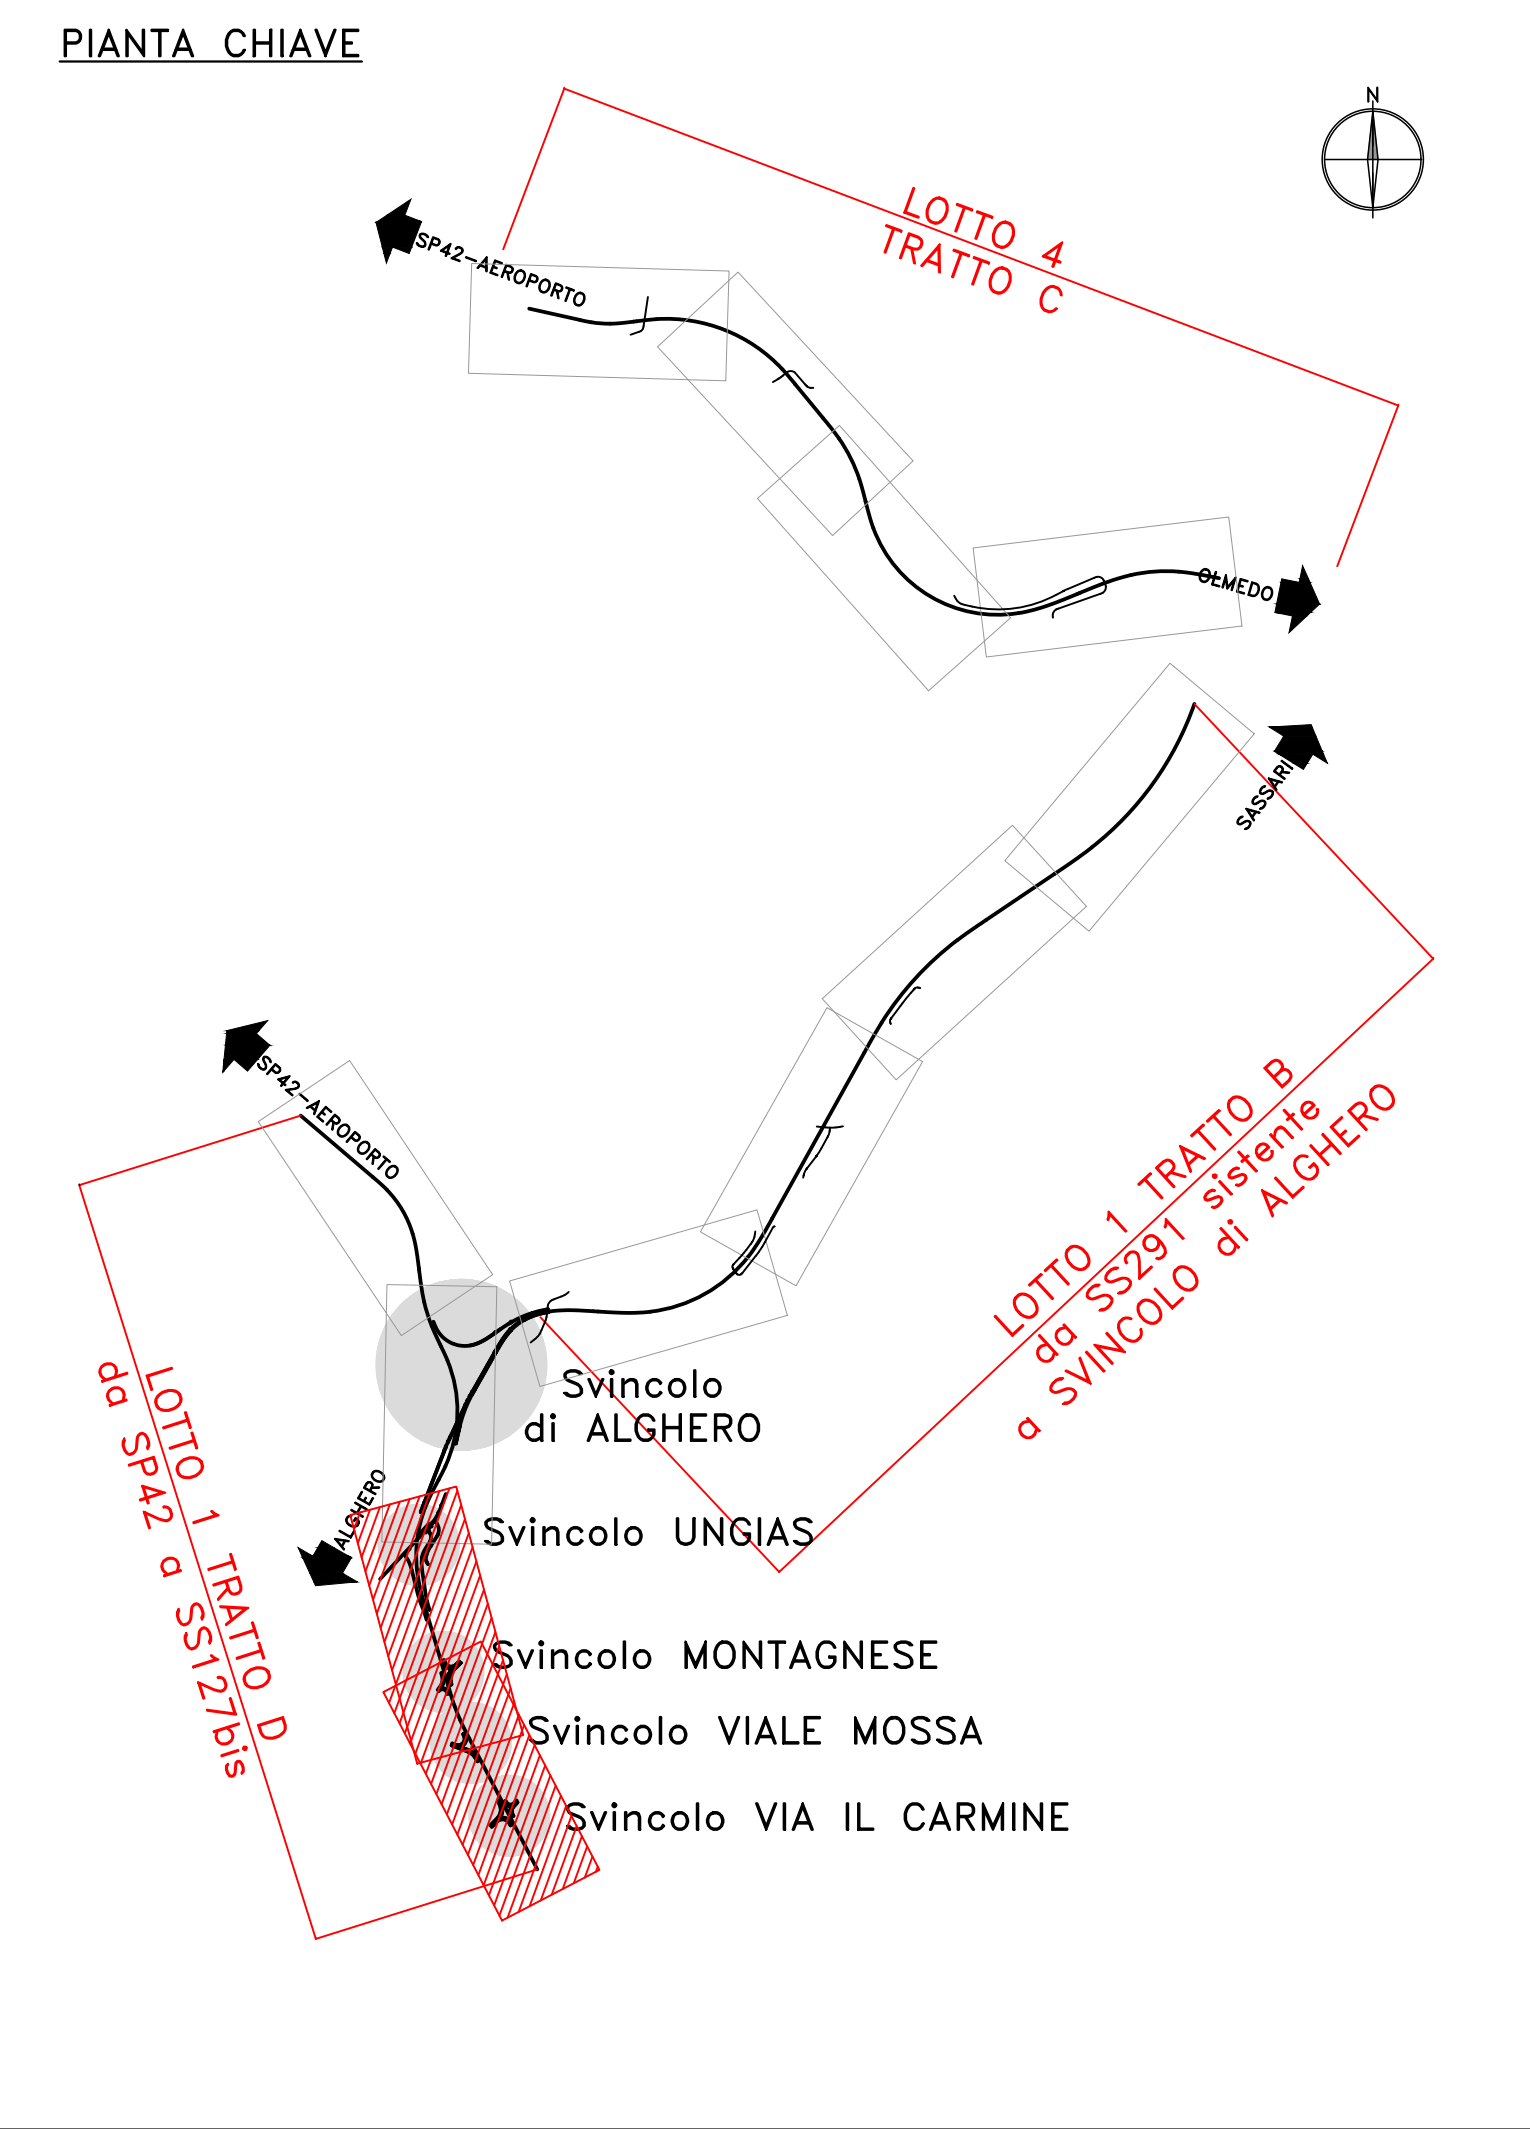 PIANTA CHIAVE
N
LOTTO 4
TRATTO C
SP42-AEROPORTO
OLMEDO
SASSARI
SP42-AEROPORTO
LOTTO 1 TRATTO B
da SS291 sistente
a SVINCOLO di ALGHERO
Svincolo
di ALGHERO
LOTTO 1 TRATTO D
da SP42 a SS127bis
ALGHERO
Svincolo UNGIAS
Svincolo MONTAGNESE
Svincolo VIALE MOSSA
Svincolo VIA IL CARMINE